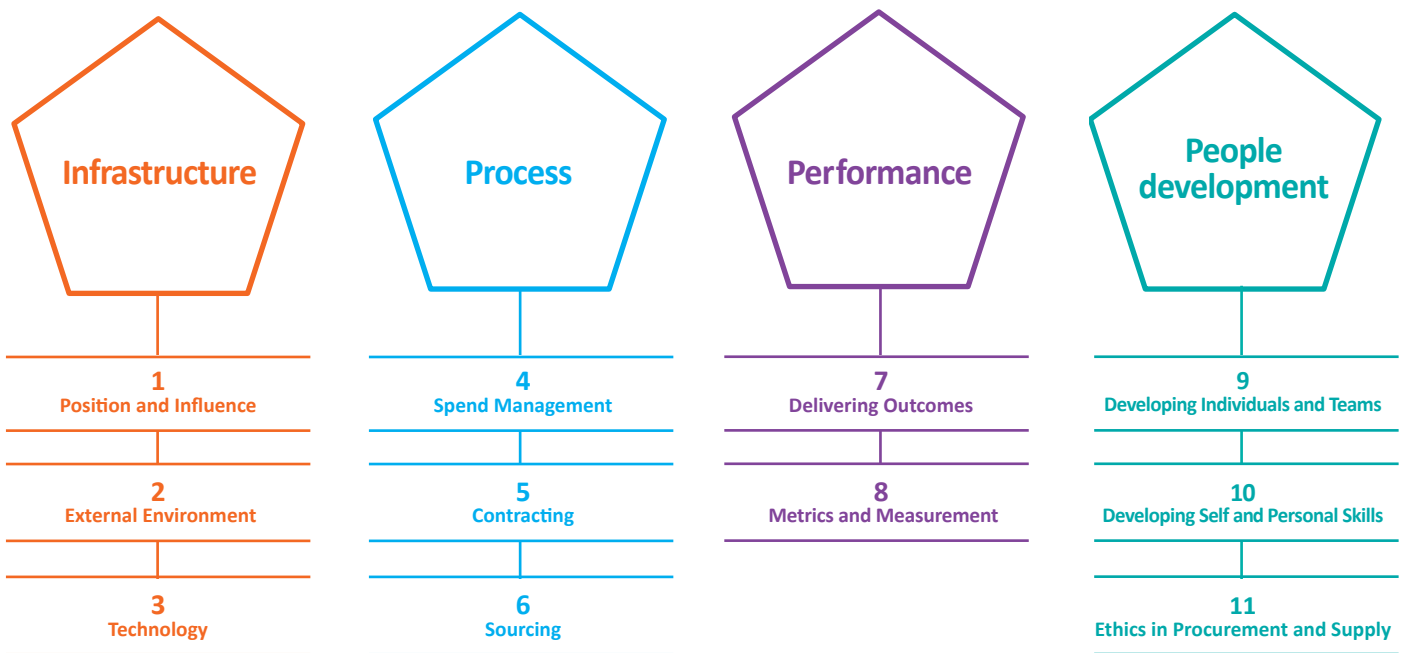 Infrastructure
1
Position and Influence
2
External Environment
3
Technology
Process
4
Spend Management
5
Contracting
6
Sourcing
Performance
7
Delivering Outcomes
8
Metrics and Measurement
People
development
9
Developing Individuals and Teams
10
Developing Self and Personal Skills
11
Ethics in Procurement and Supply